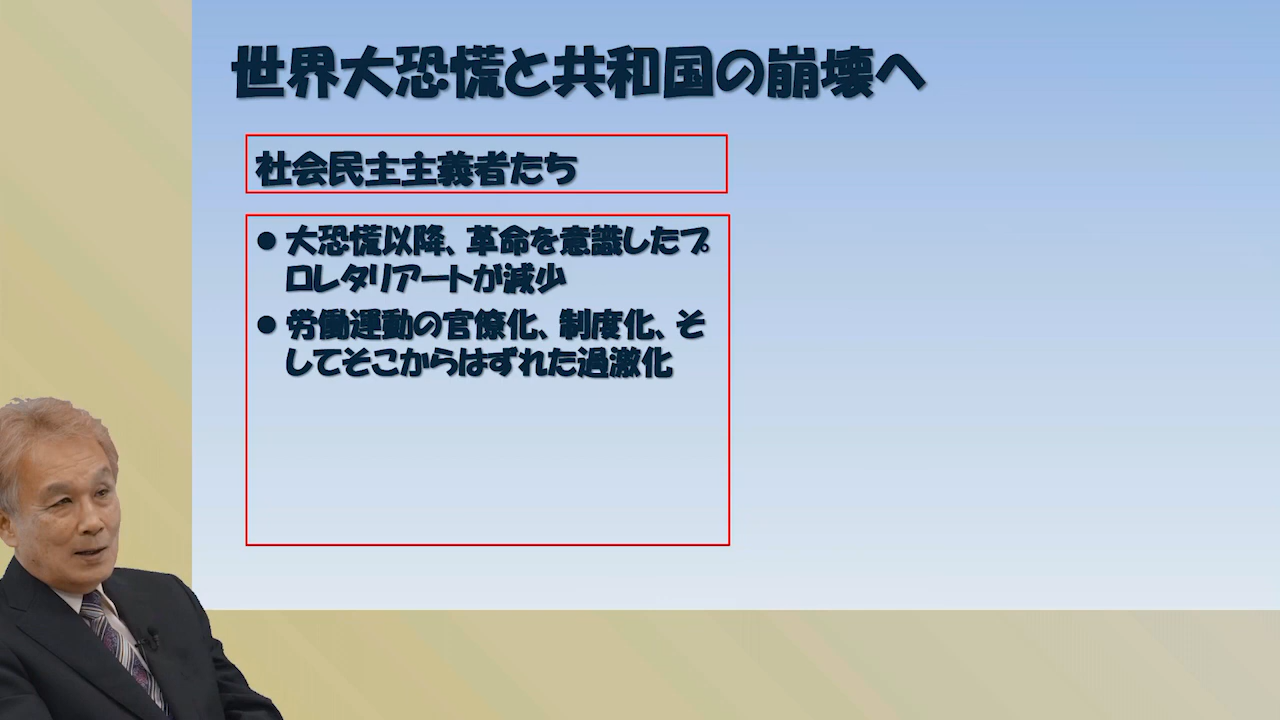 世界大恐慌と共和国の崩壊へ
社会民主主義者たち
● 大恐慌以降、革命を意識したプ
ロレタリアートが減少
● 労働運動の官僚化、制度化、そ
してそこからはずれた過激化